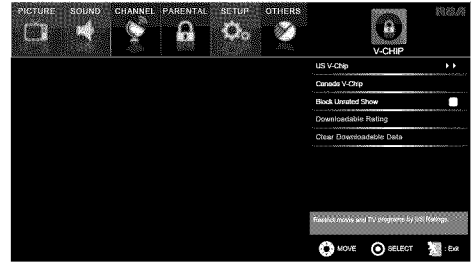 PICTURE SOUND CHANNEL PARENTAL SETUP OTHERS
RCA
V-CHIP
US V-Chip
Canada V-Chip
Block Unrated Show
Downloadable Rating
Clear Downloadable Data
Restrict movie and TV programs by US Ratings.
MOVE SELECT : Exit